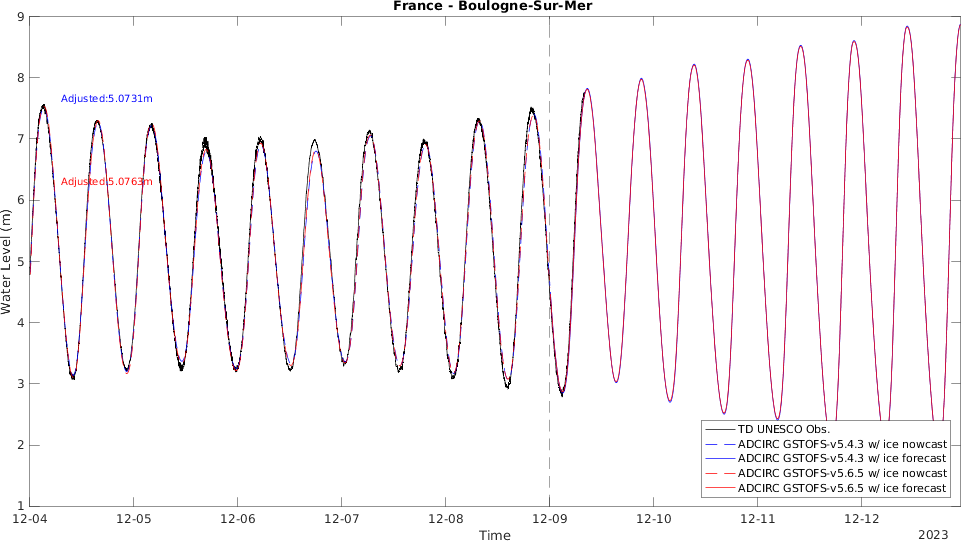 France - Boulogne-Sur-Mer
9
8
Adjusted:5.0731m
7
Adjusted:5.0763m
6
5
4
3
2
1
Water Level (m)
TD UNESCO Obs.
ADCIRC GSTOFS-v5.4.3 w/ ice nowcast
ADCIRC GSTOFS-v5.4.3 w/ ice forecast
ADCIRC GSTOFS-v5.6.5 w/ ice nowcast
ADCIRC GSTOFS-v5.6.5 w/ ice forecast
12-04 12-05 12-06 12-07 12-08 12-09 12-10 12-11 12-12
Time
2023